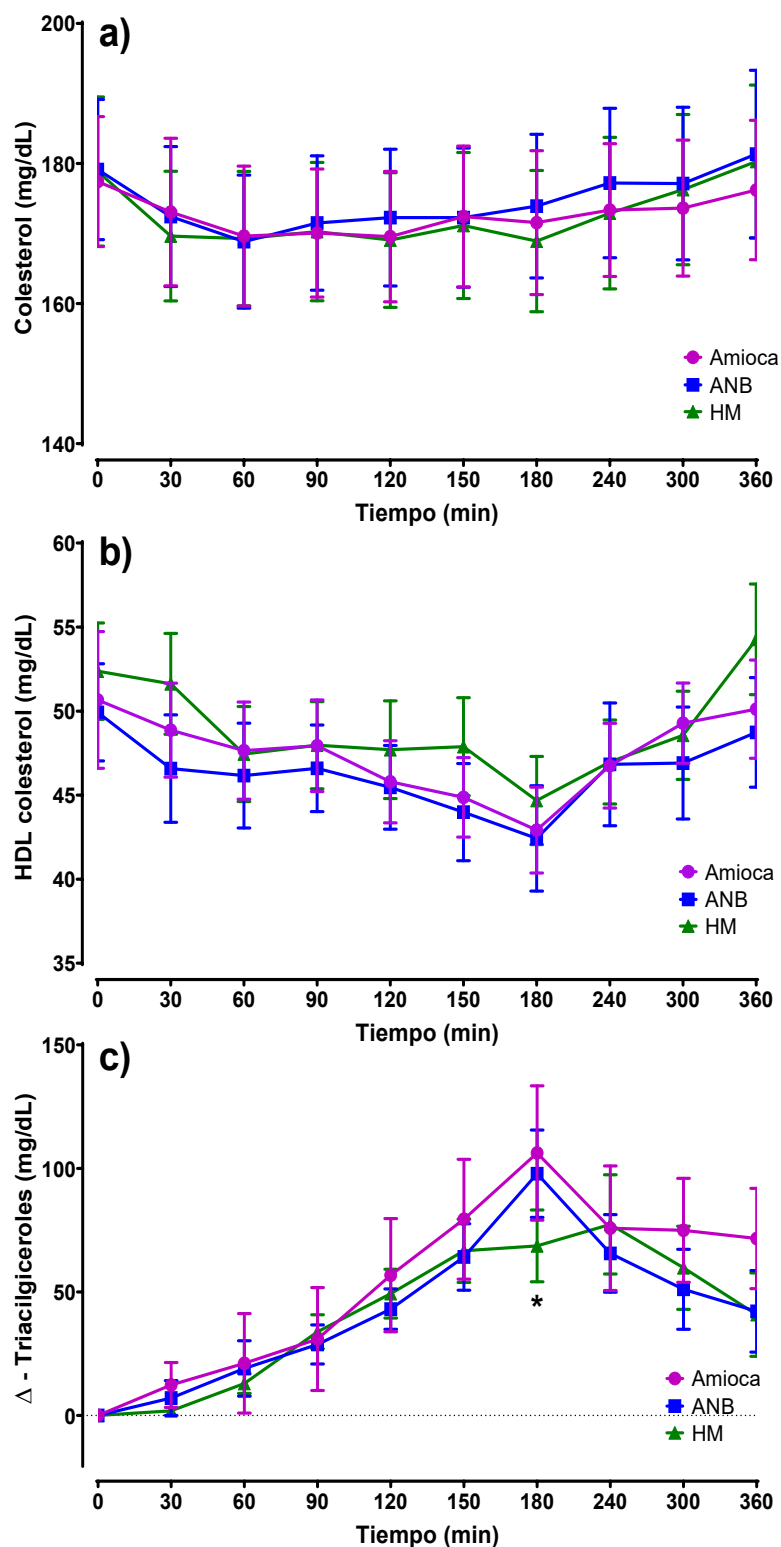 a)
Colesterol (mg/dL)
200
180
160
140
Amioca
ANB
HM
0 30 60 90 120 150 180 240 300 360
Tiempo (min)
b)
HDL colesterol (mg/dL)
60
55
50
45
40
35
Amioca
ANB
HM
0 30 60 90 120 150 180 240 300 360
Tiempo (min)
c)
Δ - Triacilgiceroles (mg/dL)
150
100
50
0
*
Amioca
ANB
HM
0 30 60 90 120 150 180 240 300 360
Tiempo (min)